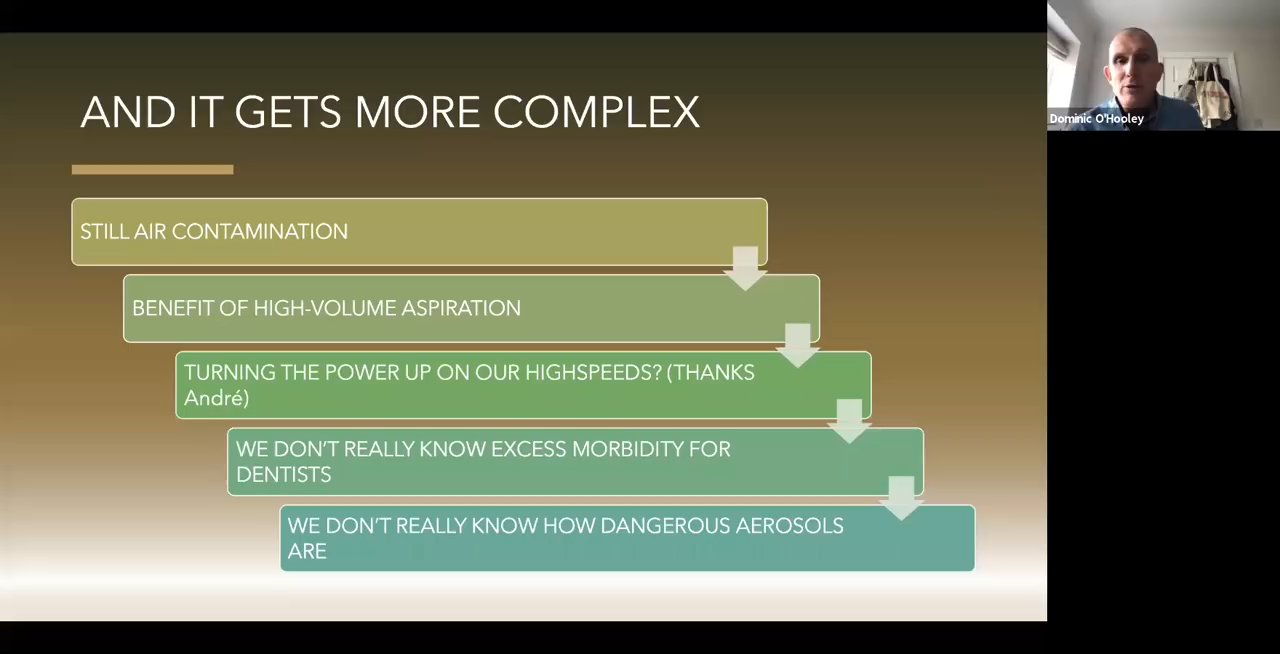 AND IT GETS MORE COMPLEX
STILL AIR CONTAMINATION
BENEFIT OF HIGH-VOLUME ASPIRATION
TURNING THE POWER UP ON OUR HIGHSPEEDS? (THANKS
André)
WE DON'T REALLY KNOW EXCESS MORBIDITY FOR
DENTISTS
WE DON'T REALLY KNOW HOW DANGEROUS AEROSOLS
ARE
Dominic O'Hooley